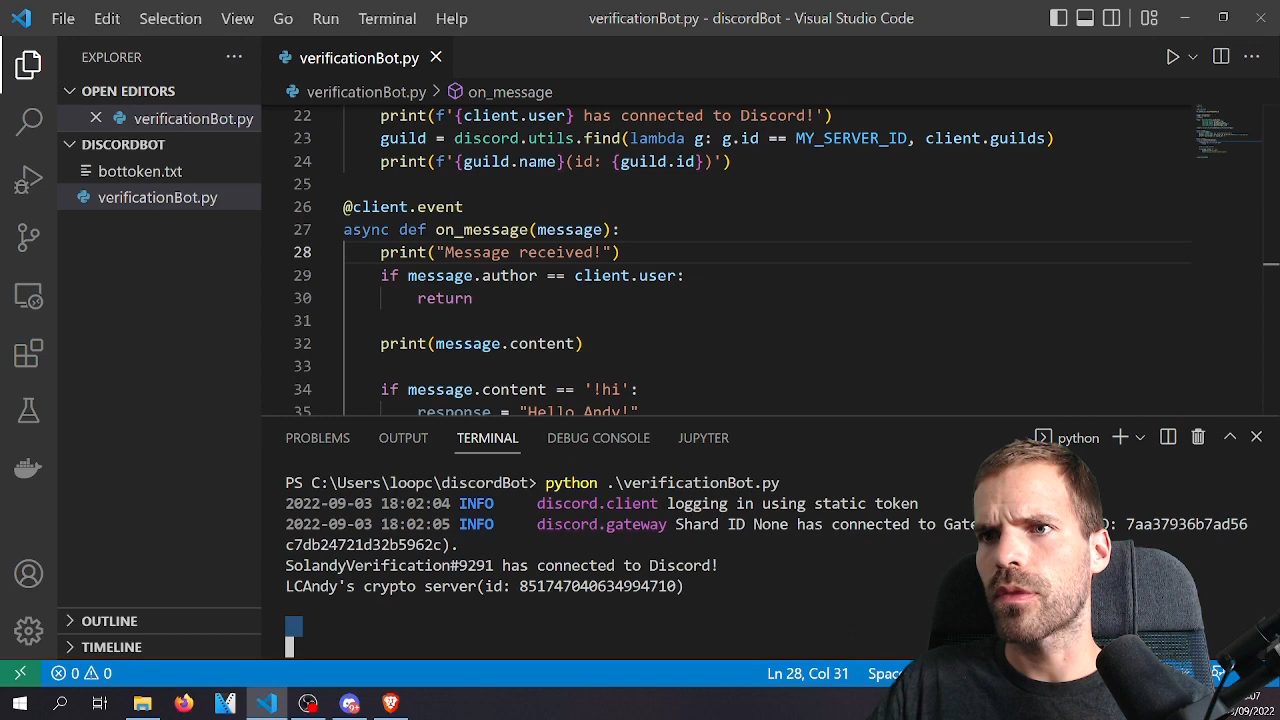 File Edit Selection View Go Run Terminal Help verificationBot.py - discordBot - Visual Studio Code
EXPLORER
verificationBot.py
OPEN EDITORS
verificationBot.py > on_message
verificationBot.py
DISCORDBOT
bottoken.txt
verificationBot.py
22 print(f'{client.user} has connected to Discord!')
23 guild = discord.utils.find(lambda g: g.id == MY_SERVER_ID, client.guilds)
24 print(f'{guild.name}(id: {guild.id})')
25
26 @client.event
27 async def on_message(message):
28 print("Message received!")
29 if message.author == client.user:
30 return
31
32 print(message.content)
33
34 if message.content == '!hi':
35 response = "Hello Andy!"
PROBLEMS OUTPUT TERMINAL DEBUG CONSOLE JUPYTER python
PS C:\Users\loopc\discordBot> python .\verificationBot.py
2022-09-03 18:02:04 INFO discord.client logging in using static token
2022-09-03 18:02:05 INFO discord.gateway Shard ID None has connected to Gate : 7aa37936b7ad56
c7db24721d32b5962c).
SolandyVerification#9291 has connected to Discord!
LCAndy's crypto server(id: 851747040634994710)
OUTLINE
TIMELINE
0 0 Ln 28, Col 31